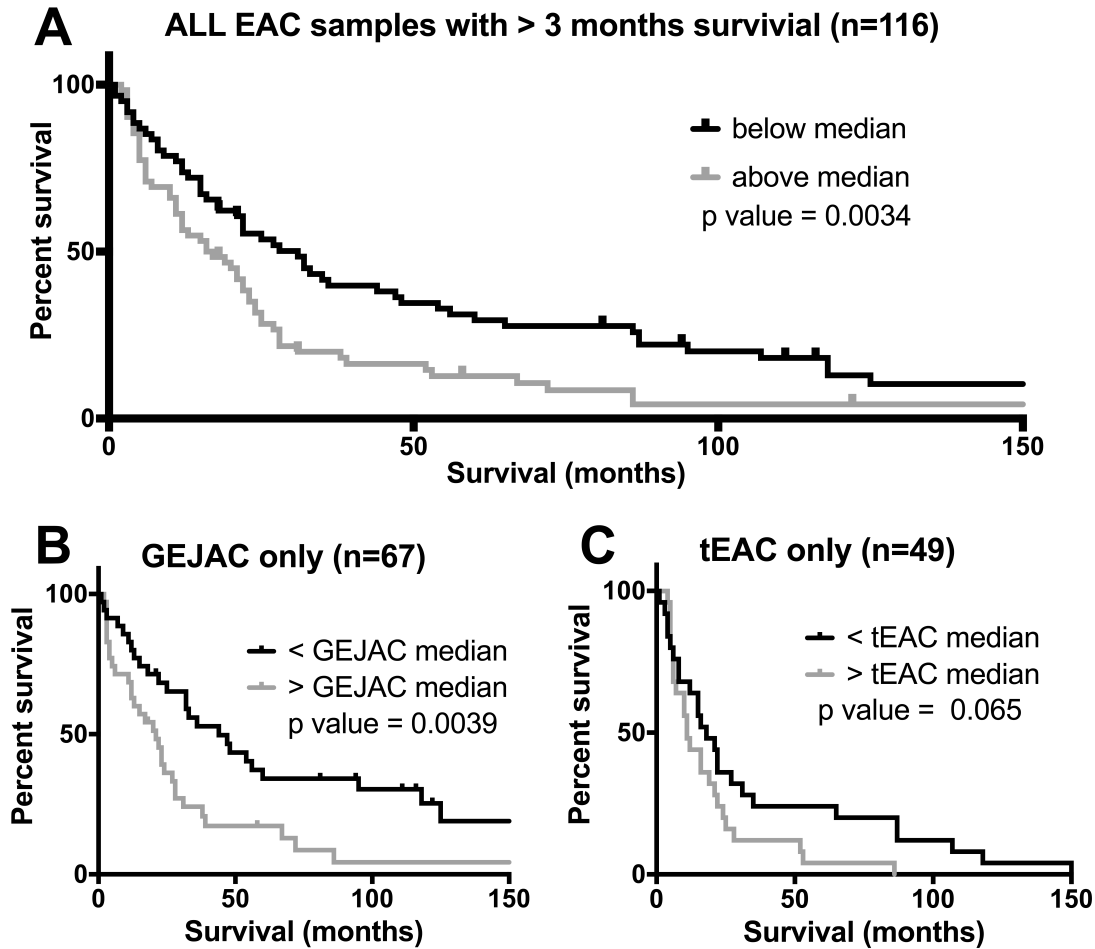 A
ALL EAC samples with > 3 months survivial (n=116)
Percent survival
100
50
0
below median
above median
p value = 0.0034
0 50 100 150
Survival (months)
B
GEJAC only (n=67)
Percent survival
100
50
0
< GEJAC median
> GEJAC median
p value = 0.0039
0 50 100 150
Survival (months)
C
tEAC only (n=49)
Percent survival
100
50
0
< tEAC median
> tEAC median
p value = 0.065
0 50 100 150
Survival (months)